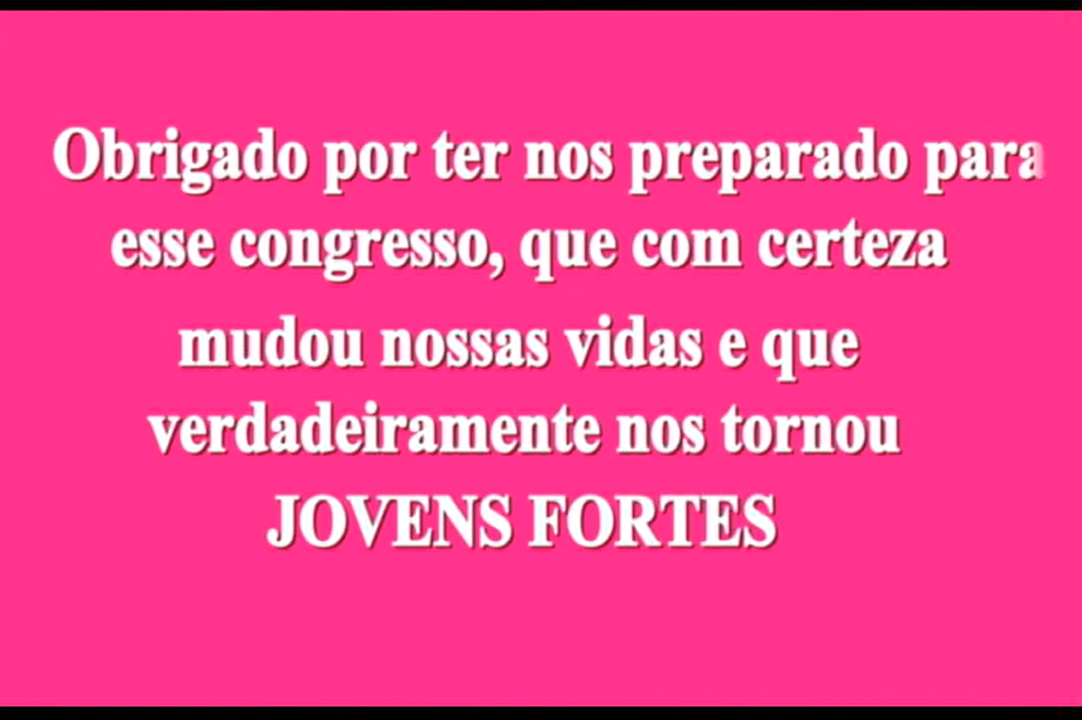 Obrigado por ter nos preparado para
esse congresso, que com certeza
mudou nossas vidas e que
verdadeiramente nos tornou
JOVENS FORTES